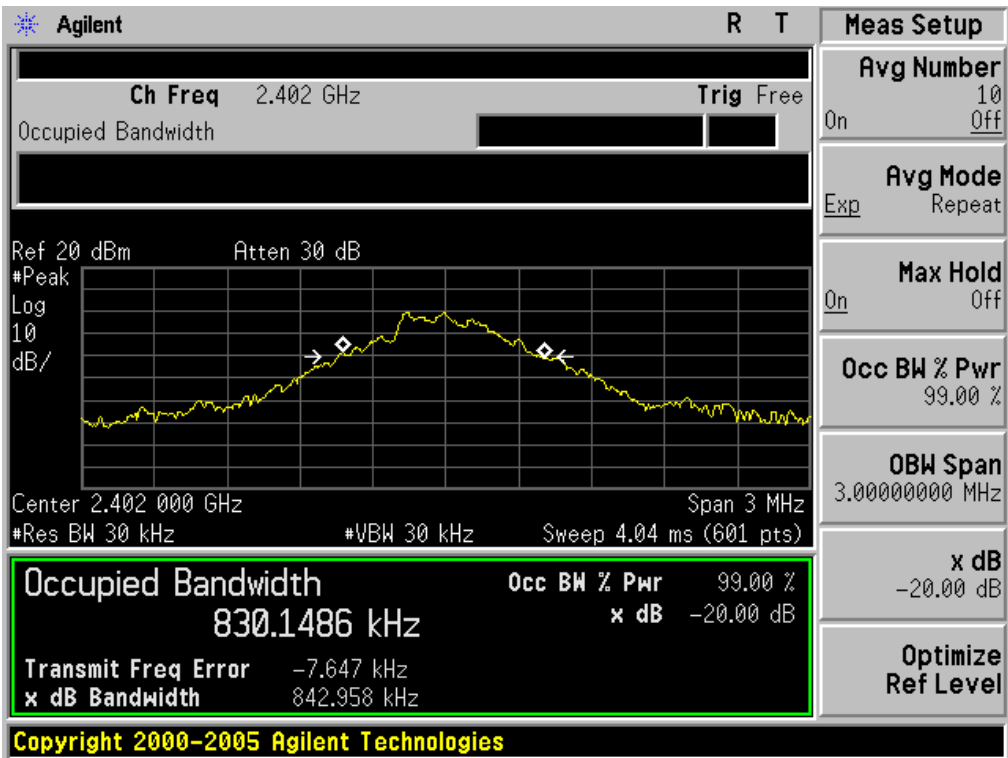 Agilent R T
Ch Freq 2.402 GHz Trig Free
Occupied Bandwidth
Ref 20 dBm Atten 30 dB
#Peak
Log
10
dB/
Center 2.402 000 GHz Span 3 MHz
#Res BW 30 kHz #VBW 30 kHz Sweep 4.04 ms (601 pts)
Occupied Bandwidth Occ BW % Pwr 99.00 %
830.1486 kHz x dB -20.00 dB
Transmit Freq Error -7.647 kHz
x dB Bandwidth 842.958 kHz
Copyright 2000-2005 Agilent Technologies
Meas Setup
Avg Number
10
On Off
Avg Mode
Exp Repeat
Max Hold
On Off
Occ BW % Pwr
99.00 %
OBW Span
3.00000000 MHz
x dB
-20.00 dB
Optimize
Ref Level